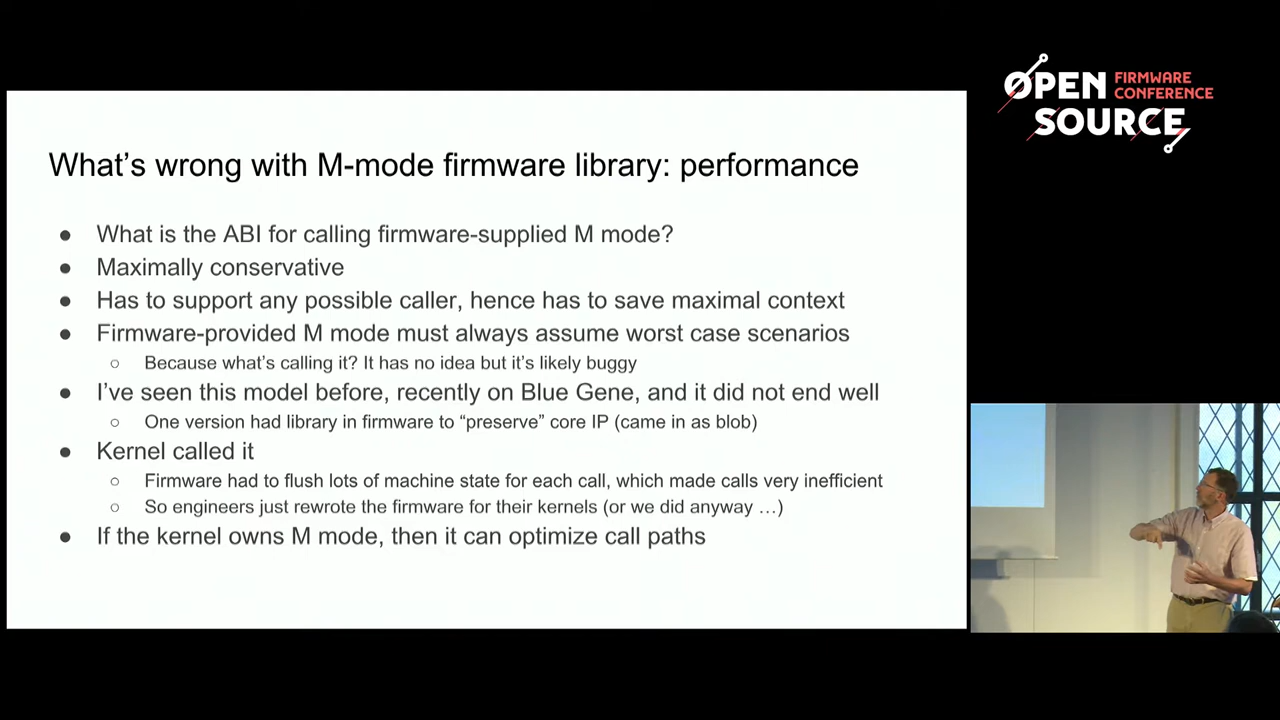 OPEN FIRMWARE
CONFERENCE
SOURCE
What's wrong with M-mode firmware library: performance
● What is the ABI for calling firmware-supplied M mode?
● Maximally conservative
● Has to support any possible caller, hence has to save maximal context
● Firmware-provided M mode must always assume worst case scenarios
○ Because what's calling it? It has no idea but it's likely buggy
● I've seen this model before, recently on Blue Gene, and it did not end well
○ One version had library in firmware to “preserve” core IP (came in as blob)
● Kernel called it
○ Firmware had to flush lots of machine state for each call, which made calls very inefficient
○ So engineers just rewrote the firmware for their kernels (or we did anyway …)
● If the kernel owns M mode, then it can optimize call paths